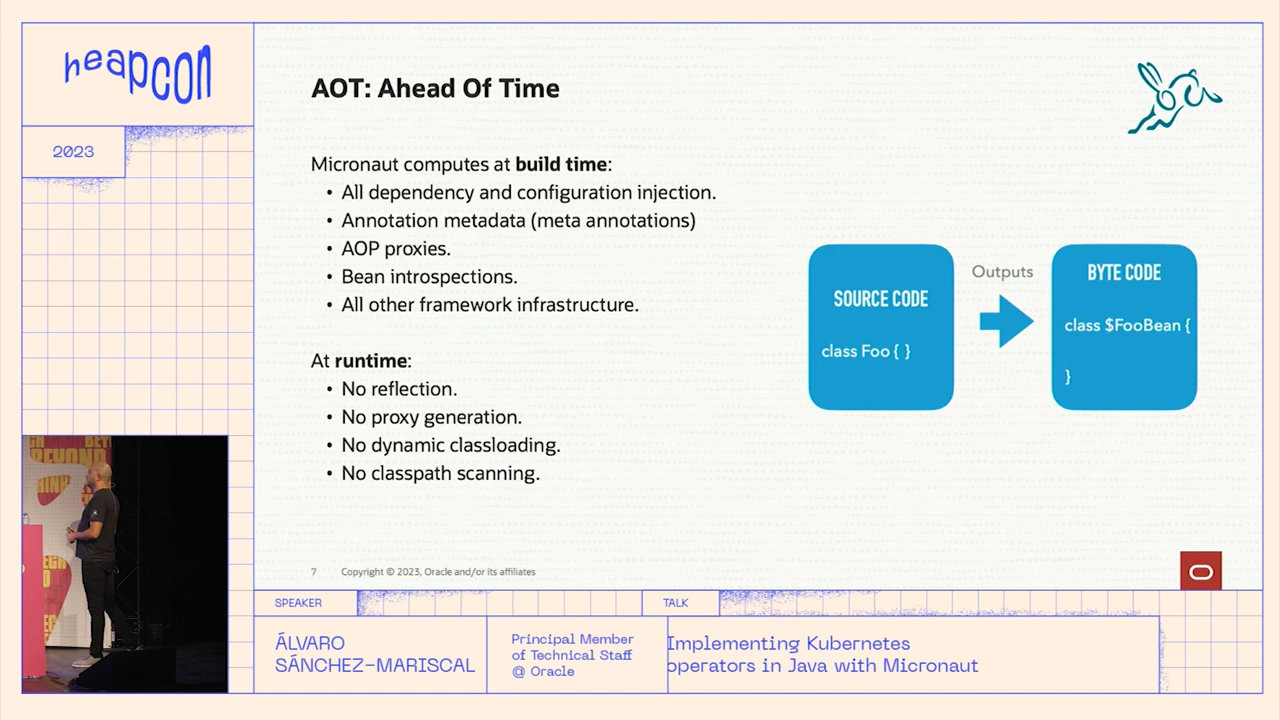 heapcon
2023
AOT: Ahead Of Time
Micronaut computes at build time:
• All dependency and configuration injection.
• Annotation metadata (meta annotations)
• AOP proxies.
• Bean introspections.
• All other framework infrastructure.
At runtime:
• No reflection.
• No proxy generation.
• No dynamic classloading.
• No classpath scanning.
SOURCE CODE
class Foo { }
Outputs
BYTE CODE
class $FooBean {
}
7 Copyright © 2023, Oracle and/or its affiliates
SPEAKER
ÁLVARO
SÁNCHEZ-MARISCAL
Principal Member
of Technical Staff
@ Oracle
TALK
Implementing Kubernetes
operators in Java with Micronaut